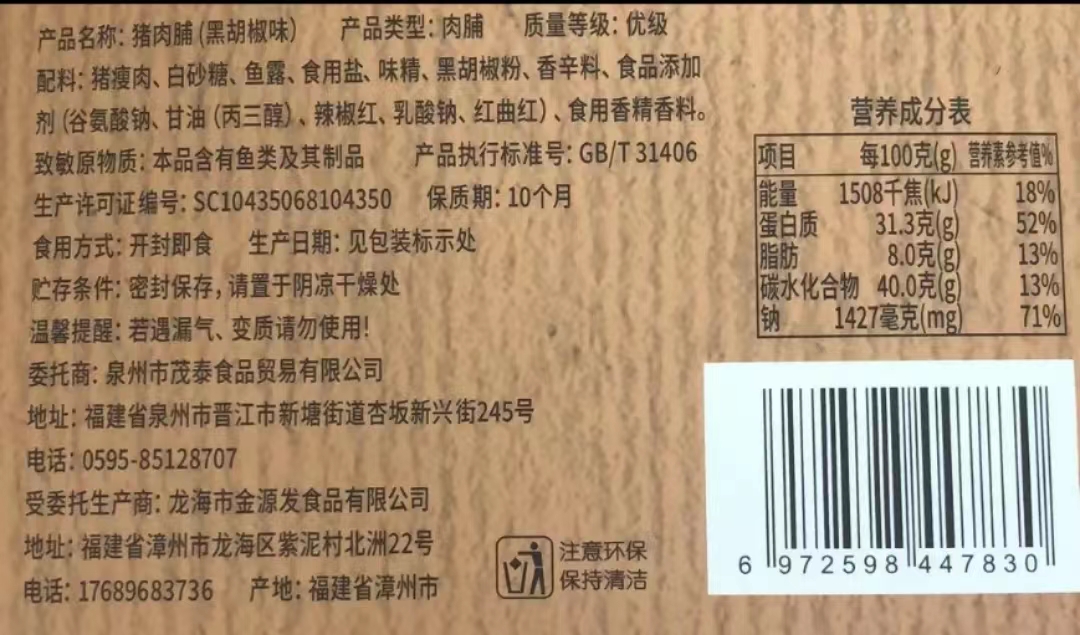 产品名称: 猪肉脯 (黑胡椒味) 产品类型: 肉脯 质量等级: 优级
配料: 猪瘦肉、白砂糖、鱼露、食用盐、味精、黑胡椒粉、香辛料、食品添加
剂 (谷氨酸钠、甘油 (丙三醇) 、辣椒红、乳酸钠、红曲红) 、食用香精香料。
致敏原物质: 本品含有鱼类及其制品 产品执行标准号: GB/T 31406
生产许可证编号: SC10435068104350 保质期: 10个月
食用方式: 开封即食 生产日期: 见包装标示处
贮存条件: 密封保存, 请置于阴凉干燥处
温馨提醒: 若遇漏气、变质请勿使用!
委托商: 泉州市茂泰食品贸易有限公司
地址: 福建省泉州市晋江市新塘街道杏坂新兴街245号
电话: 0595-85128707
受委托生产商: 龙海市金源发食品有限公司
地址: 福建省漳州市龙海区紫泥村北洲22号
电话: 17689683736 产地: 福建省漳州市
注意环保
保持清洁
营养成分表
项目 每100克(g) 营养素参考值%
能量 1508千焦(kJ) 18%
蛋白质 31.3克(g) 52%
脂肪 8.0克(g) 13%
碳水化合物 40.0克(g) 13%
钠 1427毫克(mg) 71%
6 972598 447830